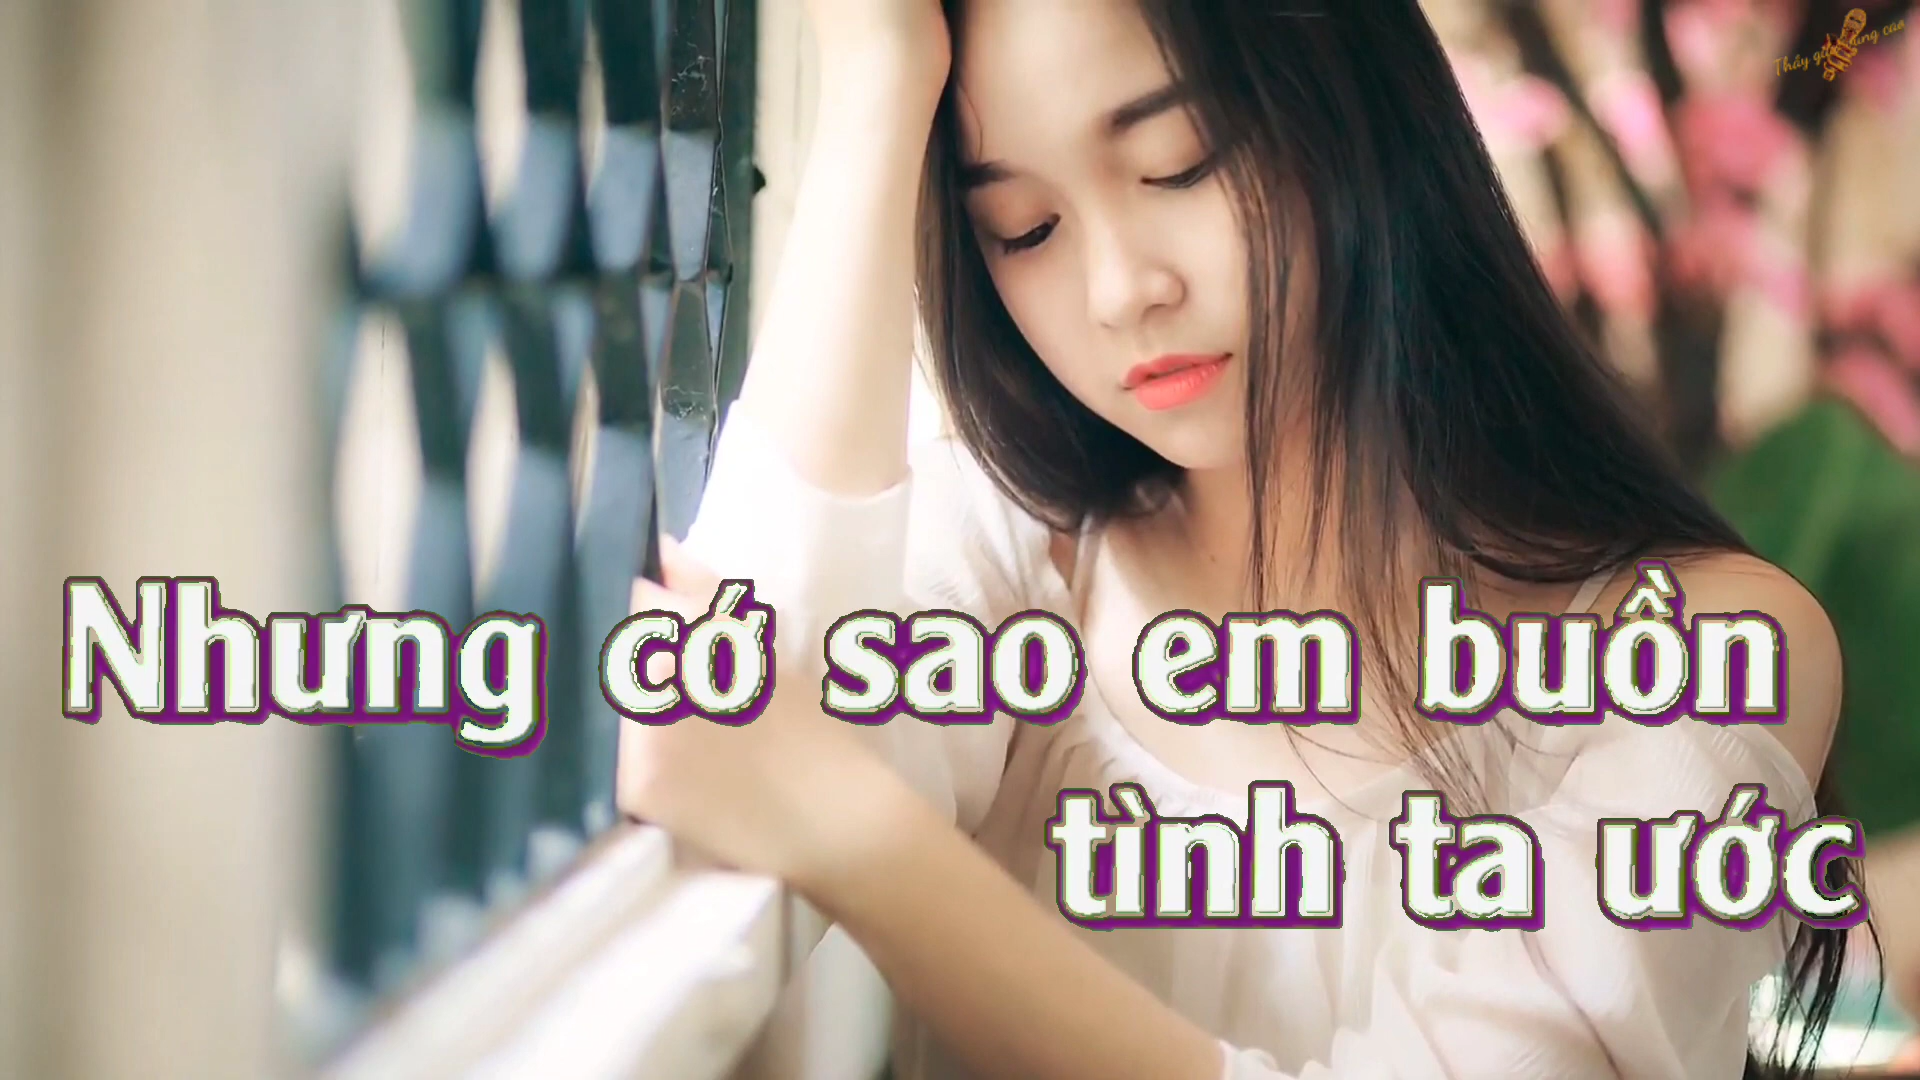 Nhưng cớ sao em buồn
tình ta ước